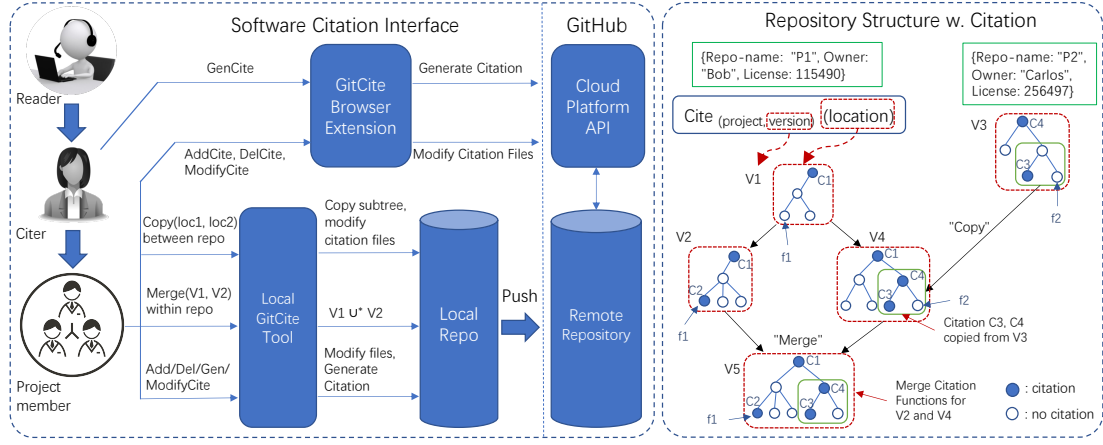 Software Citation Interface
GitHub
Reader
Citer
Project
member
GenCite
AddCite, DelCite,
ModifyCite
GitCite
Browser
Extension
Generate Citation
Modify Citation Files
Cloud
Platform
API
Copy(loc1, loc2)
between repo
Merge(V1, V2)
within repo
Add/Del/Gen/
ModifyCite
Local
GitCite
Tool
Copy subtree,
modify
citation files
V1 ∪* V2
Modify files,
Generate
Citation
Local
Repo
Push
Remote
Repository
Repository Structure w. Citation
{Repo-name: "P1", Owner:
"Bob", License: 115490}
{Repo-name: "P2",
Owner: "Carlos",
License: 256497}
Cite (project, version) (location)
V3
C4
C3
f2
V1
C1
f1
"Copy"
V2
C1
C2
f1
V4
C1
C4
C3
f2
Citation C3, C4
copied from V3
"Merge"
V5
C1
C2
C4
C3
f1
Merge Citation
Functions for
V2 and V4
: citation
: no citation